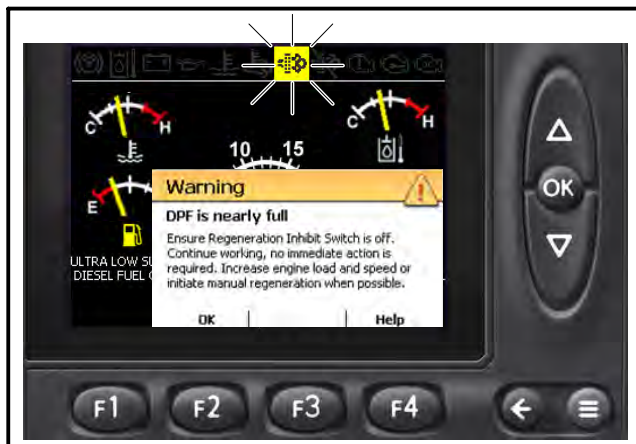 C H
C H
10 15
E
Warning
DPF is nearly full
Ensure Regeneration Inhibit Switch is off.
Continue working, no immediate action is
required. Increase engine load and speed or
initiate manual regeneration when possible.
ULTRA LOW
DIESEL FUEL
OK Help
OK
F1 F2 F3 F4